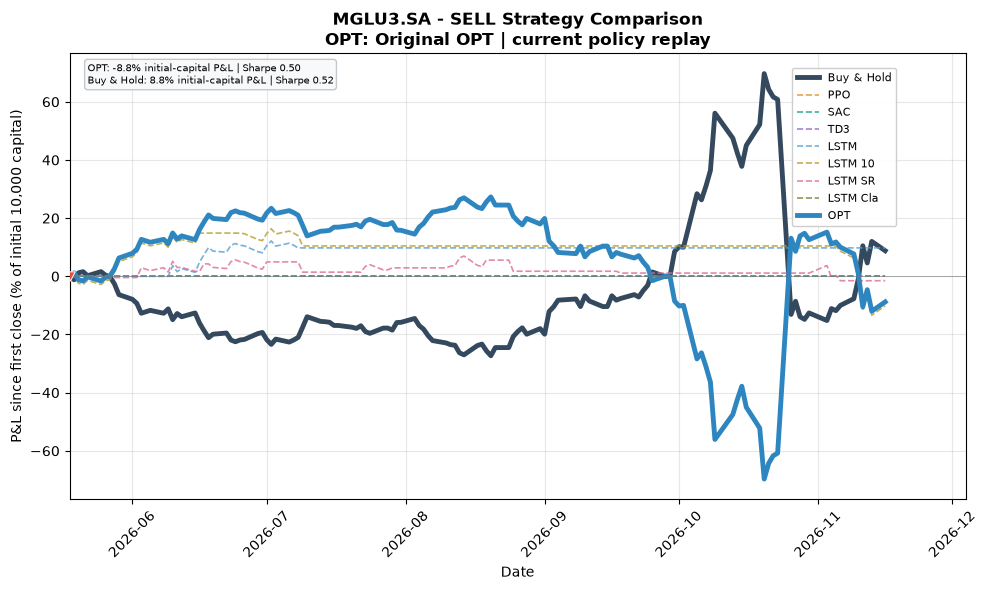 MGLU3.SA - SELL Strategy Comparison
OPT: Original OPT | current policy replay
OPT: -8.8% initial-capital P&L | Sharpe 0.50
Buy & Hold: 8.8% initial-capital P&L | Sharpe 0.52
Buy & Hold
PPO
SAC
TD3
LSTM
LSTM 10
LSTM SR
LSTM Cla
OPT
P&L since first close (% of initial 10,000 capital)
60
40
20
0
−20
−40
−60
2026-06
2026-07
2026-08
2026-09
2026-10
2026-11
2026-12
Date